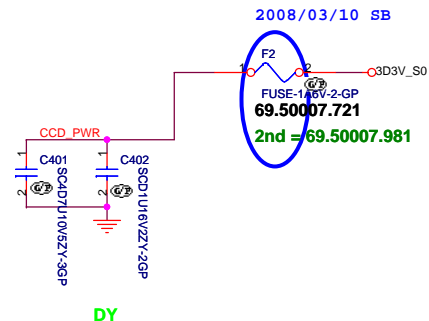 2008/03/10 SB
F2
1
2
3D3V_S0
G/P
FUSE-1A6V-2-GP
69.50007.721
2nd = 69.50007.981
CCD_PWR
1
1
C401
C402
G/P
G/P
2
2
SC4D7U10V5ZY-3GP
SCD1U16V2ZY-2GP
DY